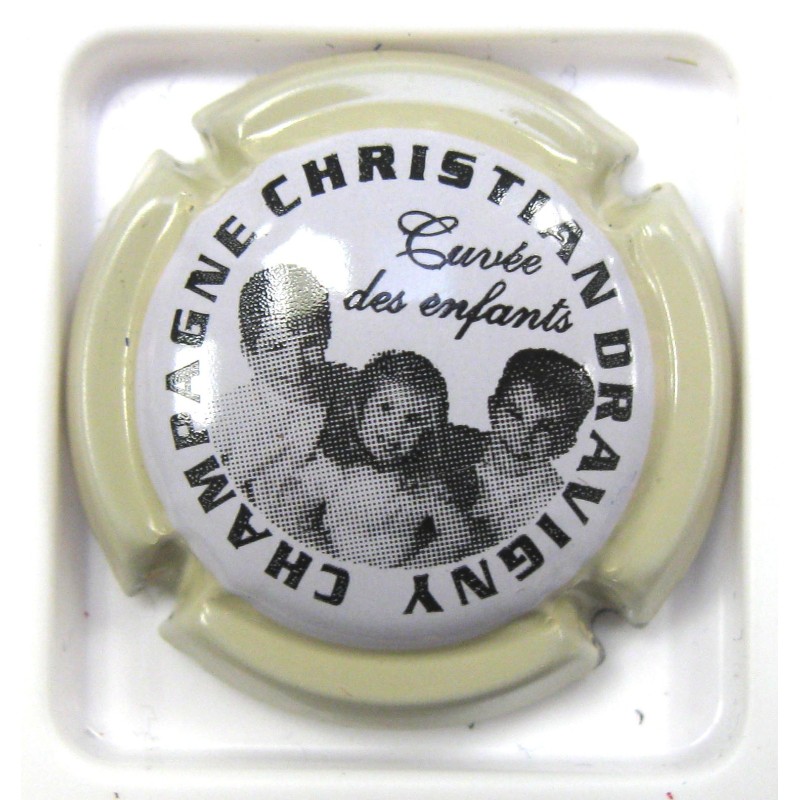 CHAMPAGNE CHRISTIAN DRAVIGNY
Cuvée
des enfants